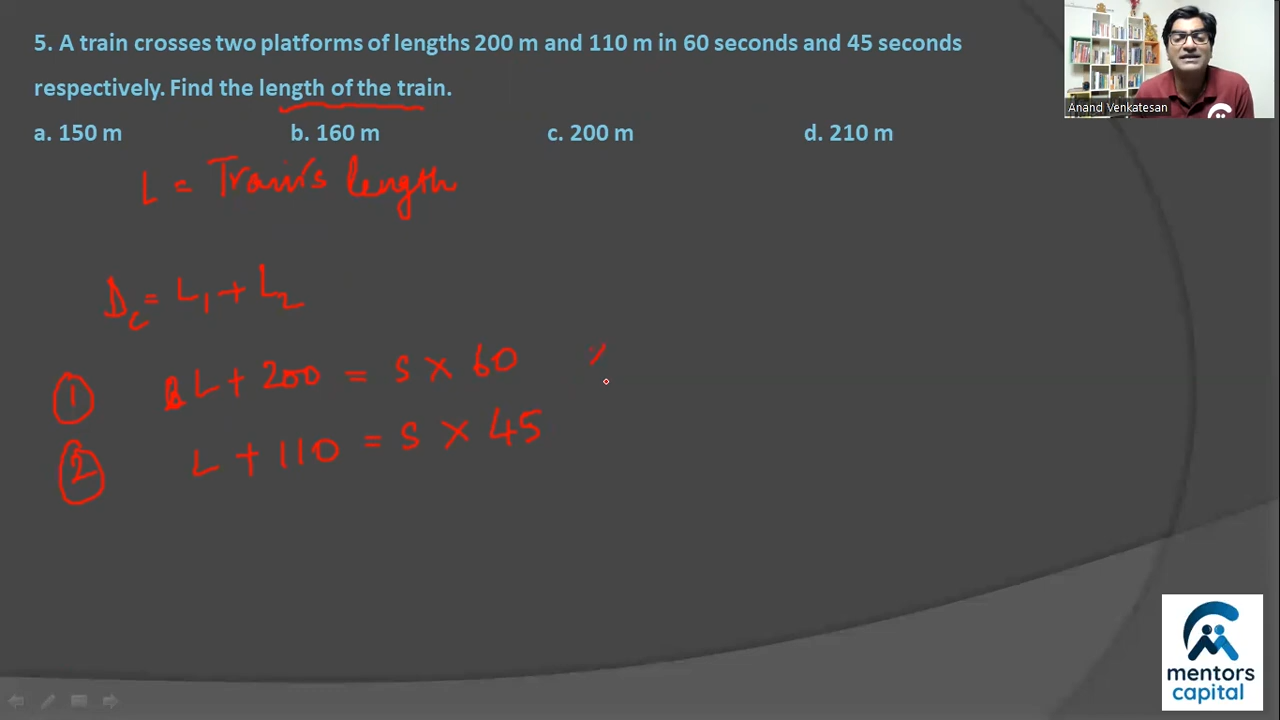 5. A train crosses two platforms of lengths 200 m and 110 m in 60 seconds and 45 seconds
respectively. Find the length of the train.
a. 150 m b. 160 m c. 200 m d. 210 m
Anand Venkatesan
L = Train's length
Dc = L1 + L2
1 L + 200 = S × 60
2 L + 110 = S × 45
mentors
capital